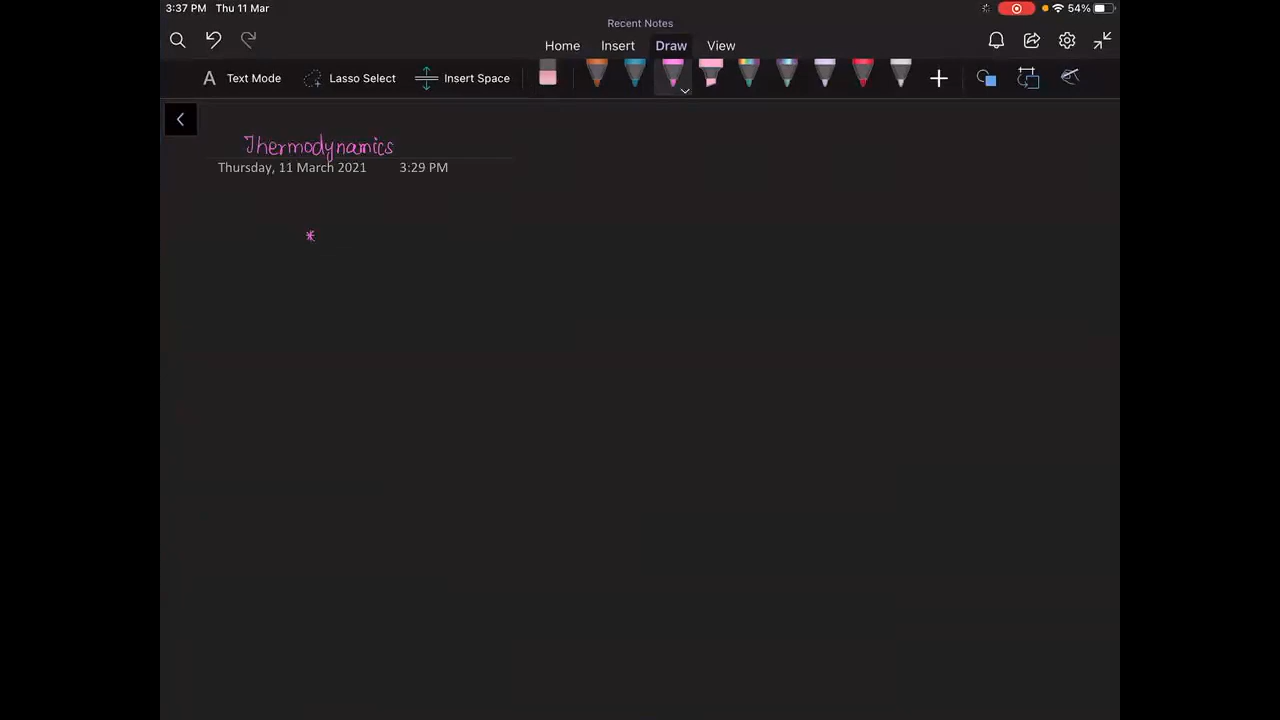 3:37 PM Thu 11 Mar 54%
Recent Notes
Home Insert Draw View
A Text Mode Lasso Select Insert Space
Thermodynamics
Thursday, 11 March 2021 3:29 PM
*